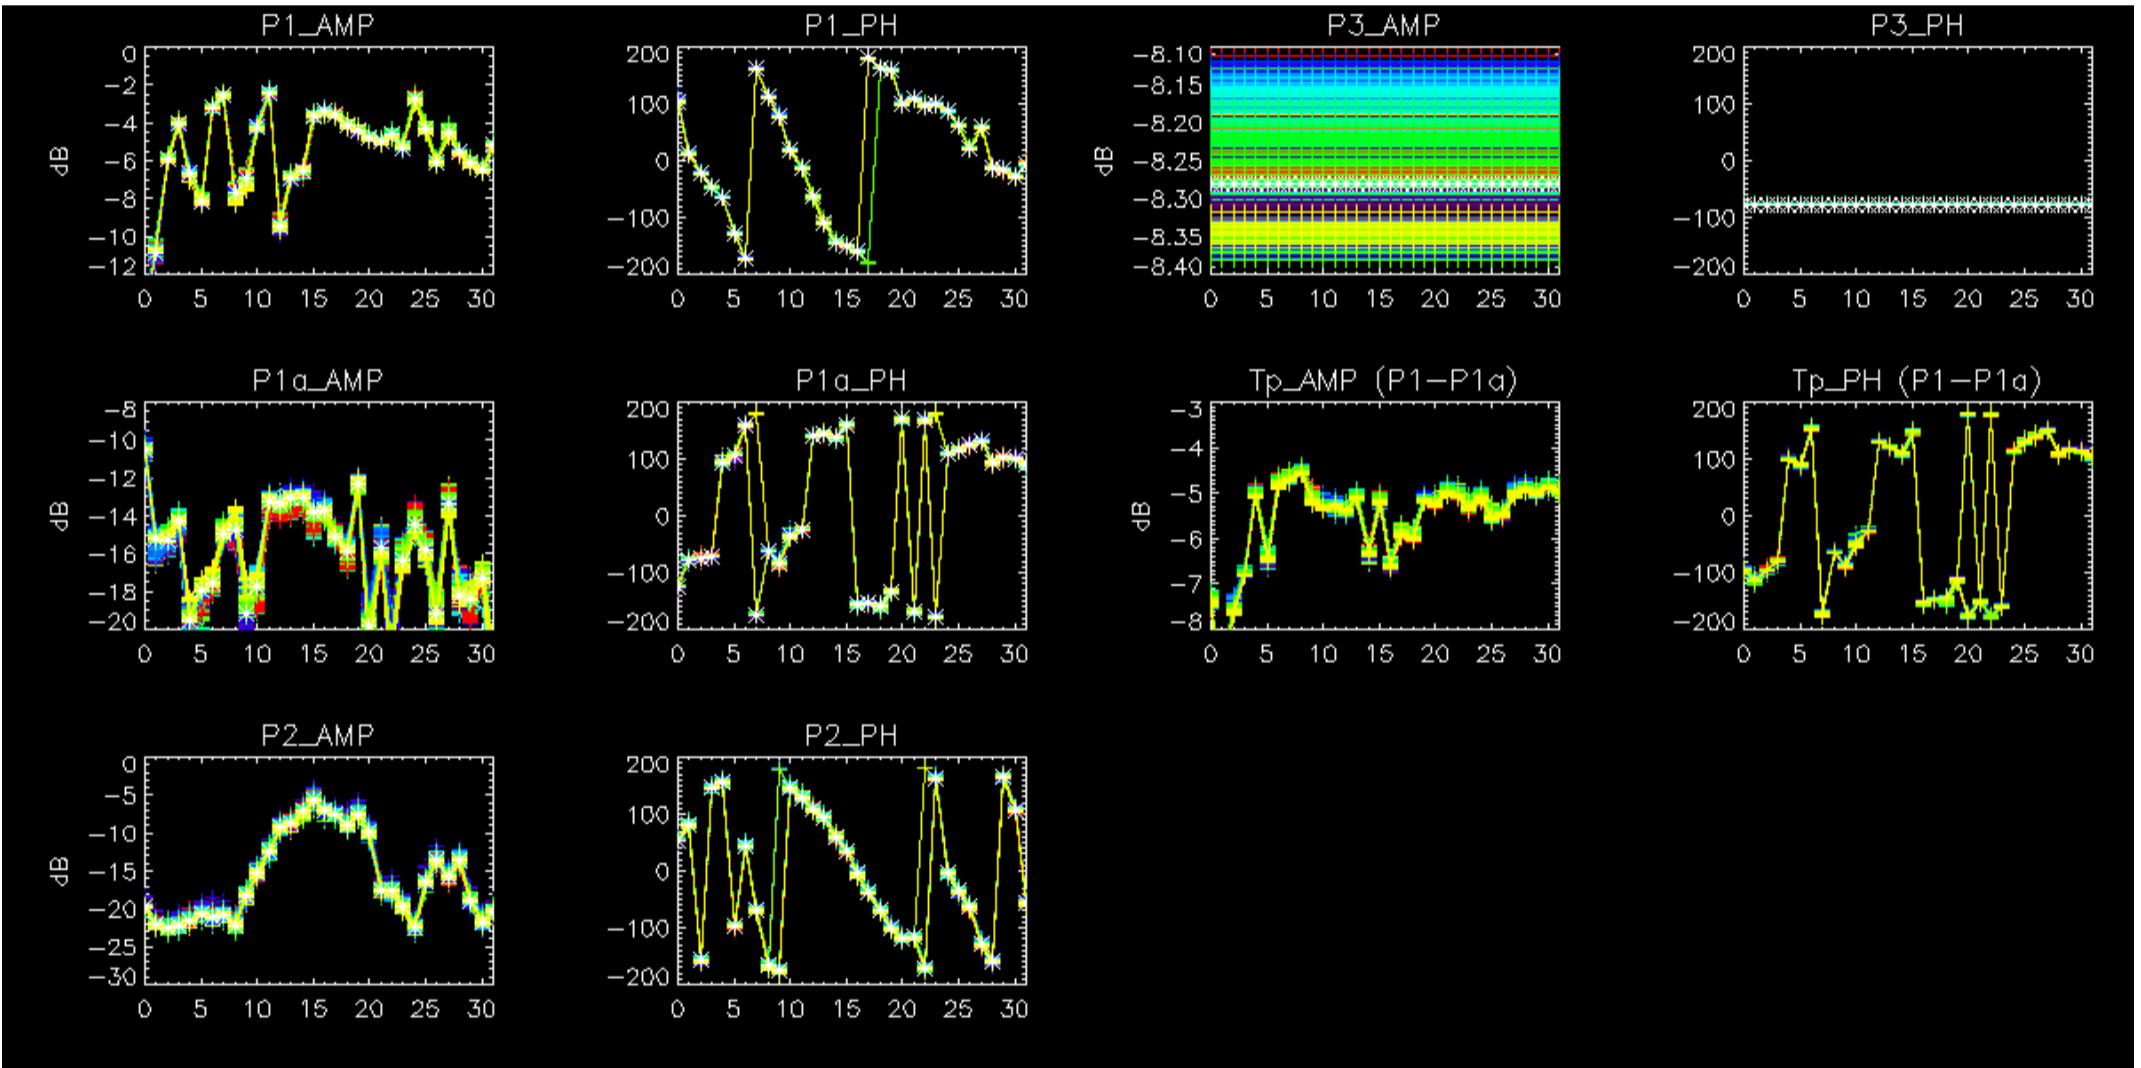 P1_AMP
P1_PH
P3_AMP
P3_PH
dB
0
-2
-4
-6
-8
-10
-12
0 5 10 15 20 25 30
200
100
0
-100
-200
0 5 10 15 20 25 30
dB
-8.10
-8.15
-8.20
-8.25
-8.30
-8.35
-8.40
0 5 10 15 20 25 30
200
100
0
-100
-200
0 5 10 15 20 25 30
P1a_AMP
P1a_PH
Tp_AMP (P1-P1a)
Tp_PH (P1-P1a)
dB
-8
-10
-12
-14
-16
-18
-20
0 5 10 15 20 25 30
200
100
0
-100
-200
0 5 10 15 20 25 30
dB
-3
-4
-5
-6
-7
-8
0 5 10 15 20 25 30
200
100
0
-100
-200
0 5 10 15 20 25 30
P2_AMP
P2_PH
dB
0
-5
-10
-15
-20
-25
-30
0 5 10 15 20 25 30
200
100
0
-100
-200
0 5 10 15 20 25 30